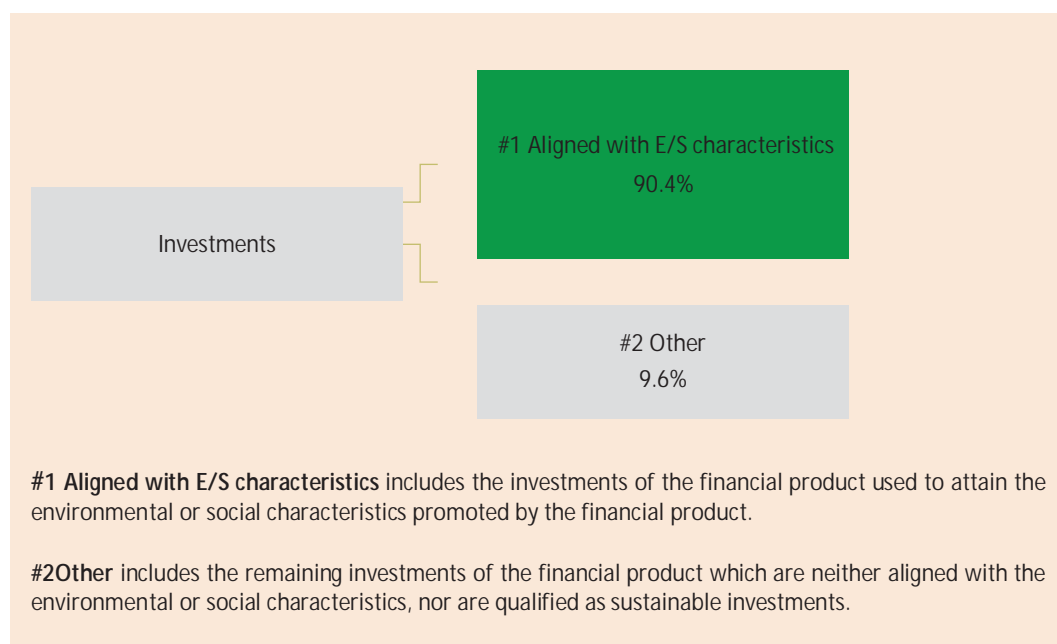 #1 Aligned with E/S characteristics
90.4%
Investments
#2 Other
9.6%
#1 Aligned with E/S characteristics includes the investments of the financial product used to attain the
environmental or social characteristics promoted by the financial product.
#2Other includes the remaining investments of the financial product which are neither aligned with the
environmental or social characteristics, nor are qualified as sustainable investments.